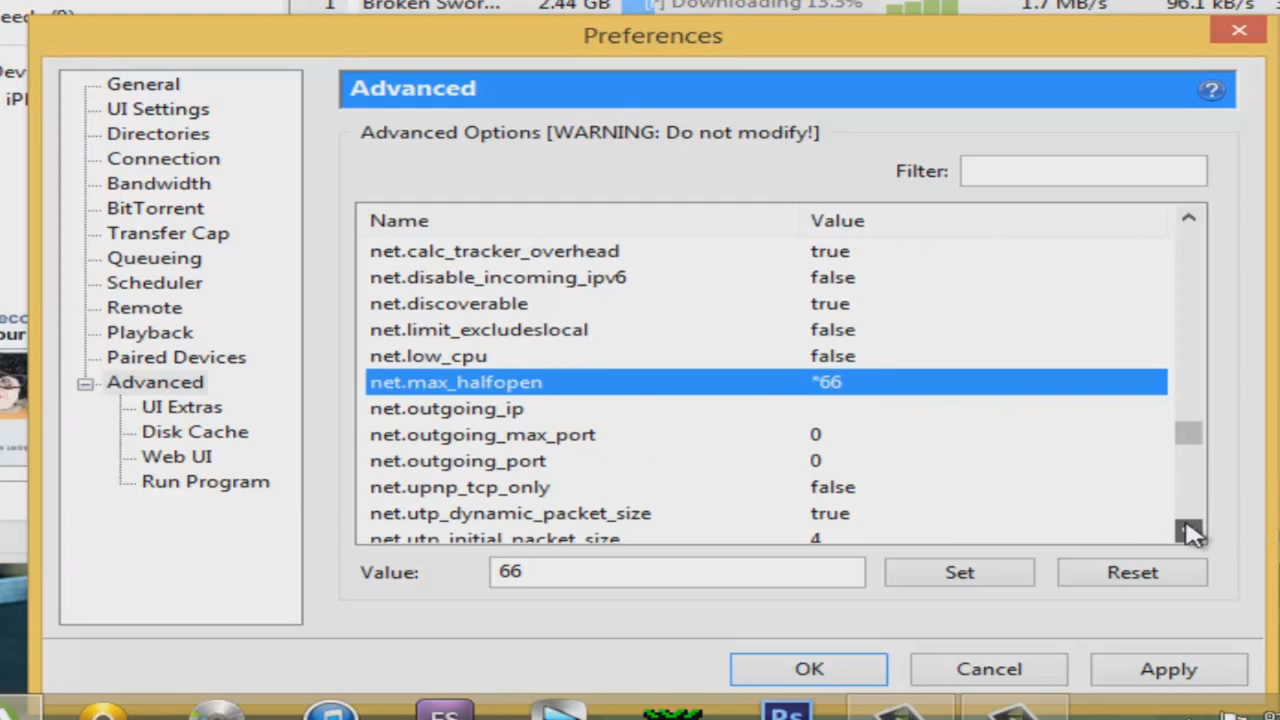 1 Broken Swor... 2.44 GB Downloading 13.3% 1.7 MB/s 96.1 kB/s
Preferences
General
UI Settings
Directories
Connection
Bandwidth
BitTorrent
Transfer Cap
Queueing
Scheduler
Remote
Playback
Paired Devices
Advanced
UI Extras
Disk Cache
Web UI
Run Program
Advanced
Advanced Options [WARNING: Do not modify!]
Filter:
Name Value
net.calc_tracker_overhead true
net.disable_incoming_ipv6 false
net.discoverable true
net.limit_excludeslocal false
net.low_cpu false
net.max_halfopen *66
net.outgoing_ip
net.outgoing_max_port 0
net.outgoing_port 0
net.upnp_tcp_only false
net.utp_dynamic_packet_size true
net.utp_initial_packet_size 4
Value: 66 Set Reset
OK Cancel Apply
Ps